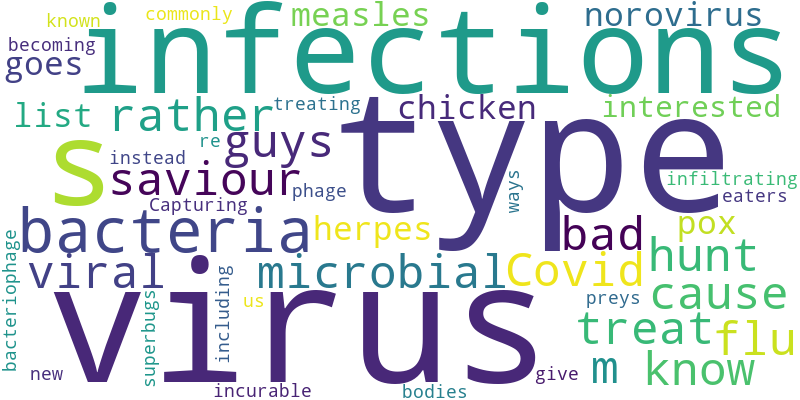 known commonly measles norovirus
becoming infections
goes
list rather treating chicken interested
s re guys type
instead saviour phage ways infiltrating
Capturing eaters
bacteria herpes bad pox
bacteriophage viral microbial Covid hunt
superbugs including us virus preys cause
treat flu
new incurable bodies give m know